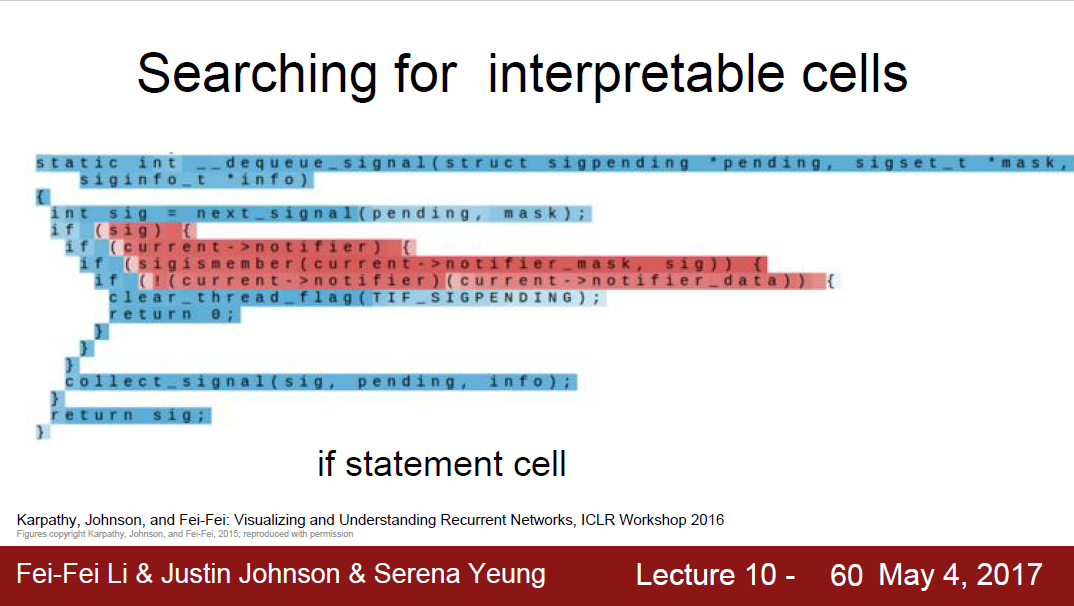 Searching for  interpretable cells
static int __dequeue_signal(struct sigpending *pending, sigset_t *mask,
siginfo_t *info)
{
int sig = next_signal(pending, mask);
if (sig) {
if (current->notifier) {
if (sigismember(current->notifier_mask, sig)) {
if (!(current->notifier)(current->notifier_data)) {
clear_thread_flag(TIF_SIGPENDING);
return 0;
}
}
}
collect_signal(sig, pending, info);
}
return sig;
}
if statement cell
Karpathy, Johnson, and Fei-Fei: Visualizing and Understanding Recurrent Networks, ICLR Workshop 2016
Figures copyright Karpathy, Johnson, and Fei-Fei, 2015; reproduced with permission
Fei-Fei Li & Justin Johnson & Serena Yeung Lecture 10 - 60 May 4, 2017